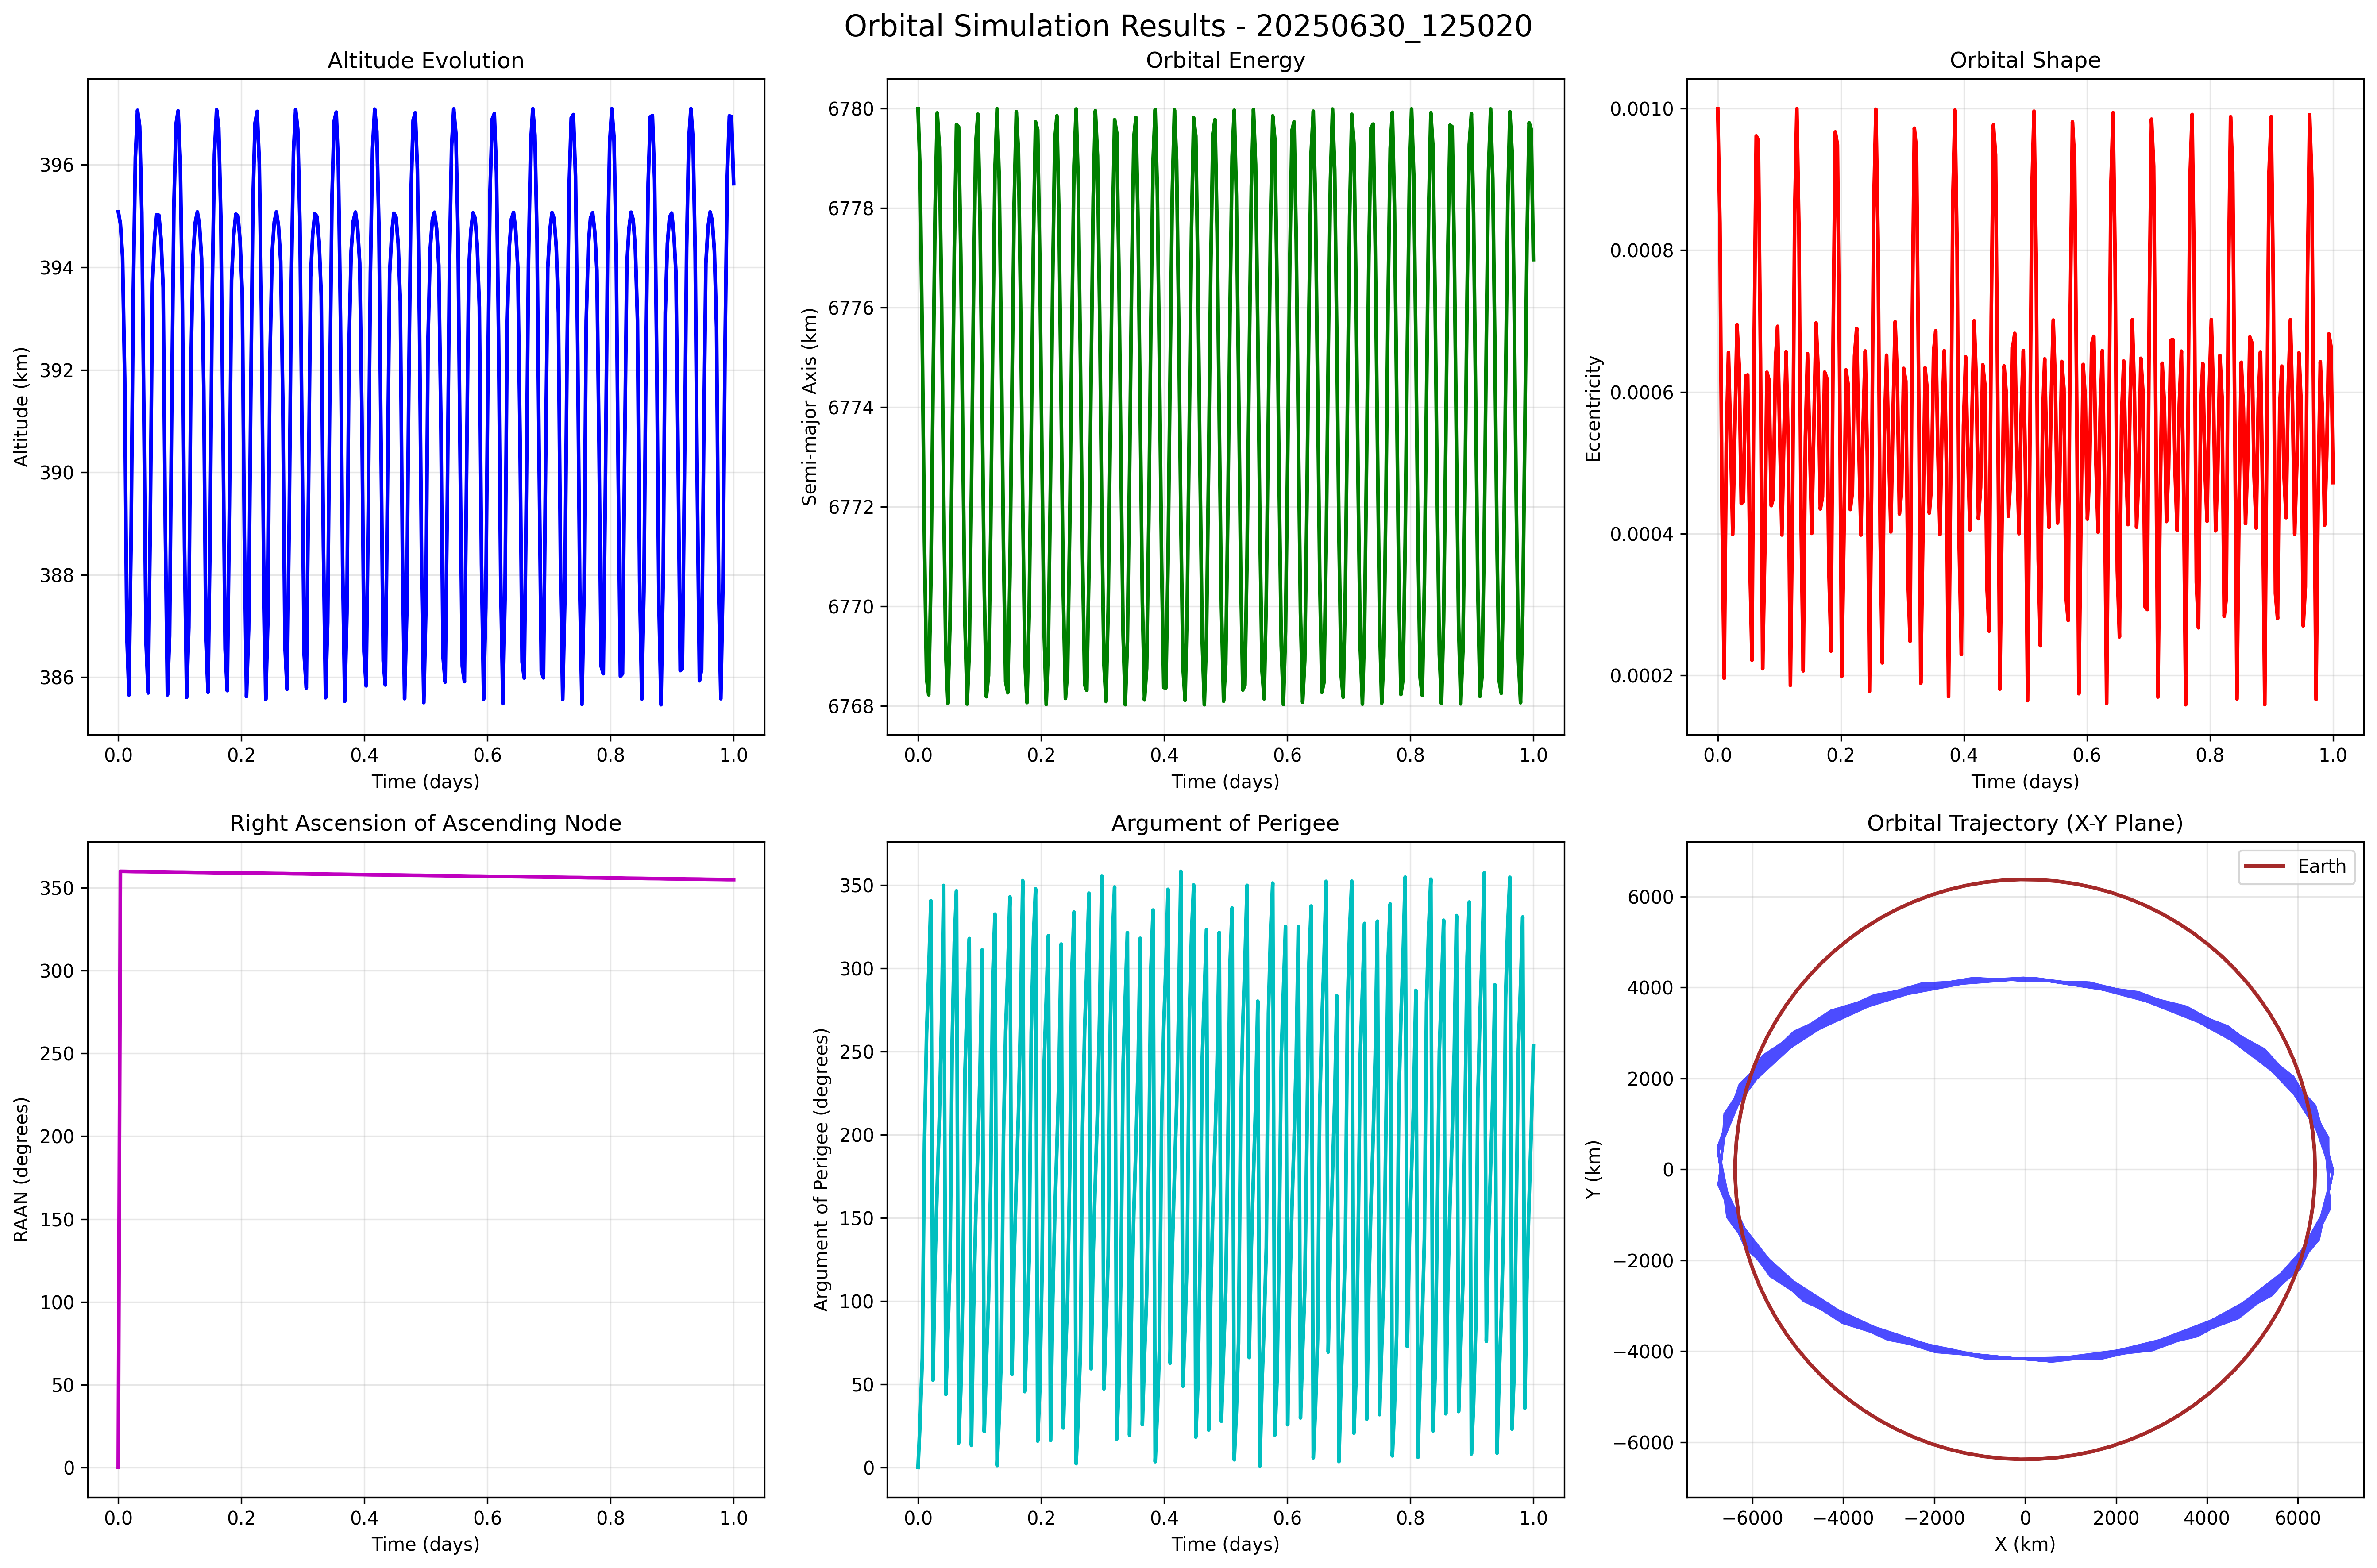 Orbital Simulation Results - 20250630_125020
Altitude Evolution
Altitude (km)
396
394
392
390
388
386
0.0 0.2 0.4 0.6 0.8 1.0
Time (days)
Orbital Energy
Semi-major Axis (km)
6780
6778
6776
6774
6772
6770
6768
0.0 0.2 0.4 0.6 0.8 1.0
Time (days)
Orbital Shape
Eccentricity
0.0010
0.0008
0.0006
0.0004
0.0002
0.0 0.2 0.4 0.6 0.8 1.0
Time (days)
Right Ascension of Ascending Node
RAAN (degrees)
350
300
250
200
150
100
50
0
0.0 0.2 0.4 0.6 0.8 1.0
Time (days)
Argument of Perigee
Argument of Perigee (degrees)
350
300
250
200
150
100
50
0
0.0 0.2 0.4 0.6 0.8 1.0
Time (days)
Orbital Trajectory (X-Y Plane)
Earth
Y (km)
6000
4000
2000
0
−2000
−4000
−6000
−6000 −4000 −2000 0 2000 4000 6000
X (km)